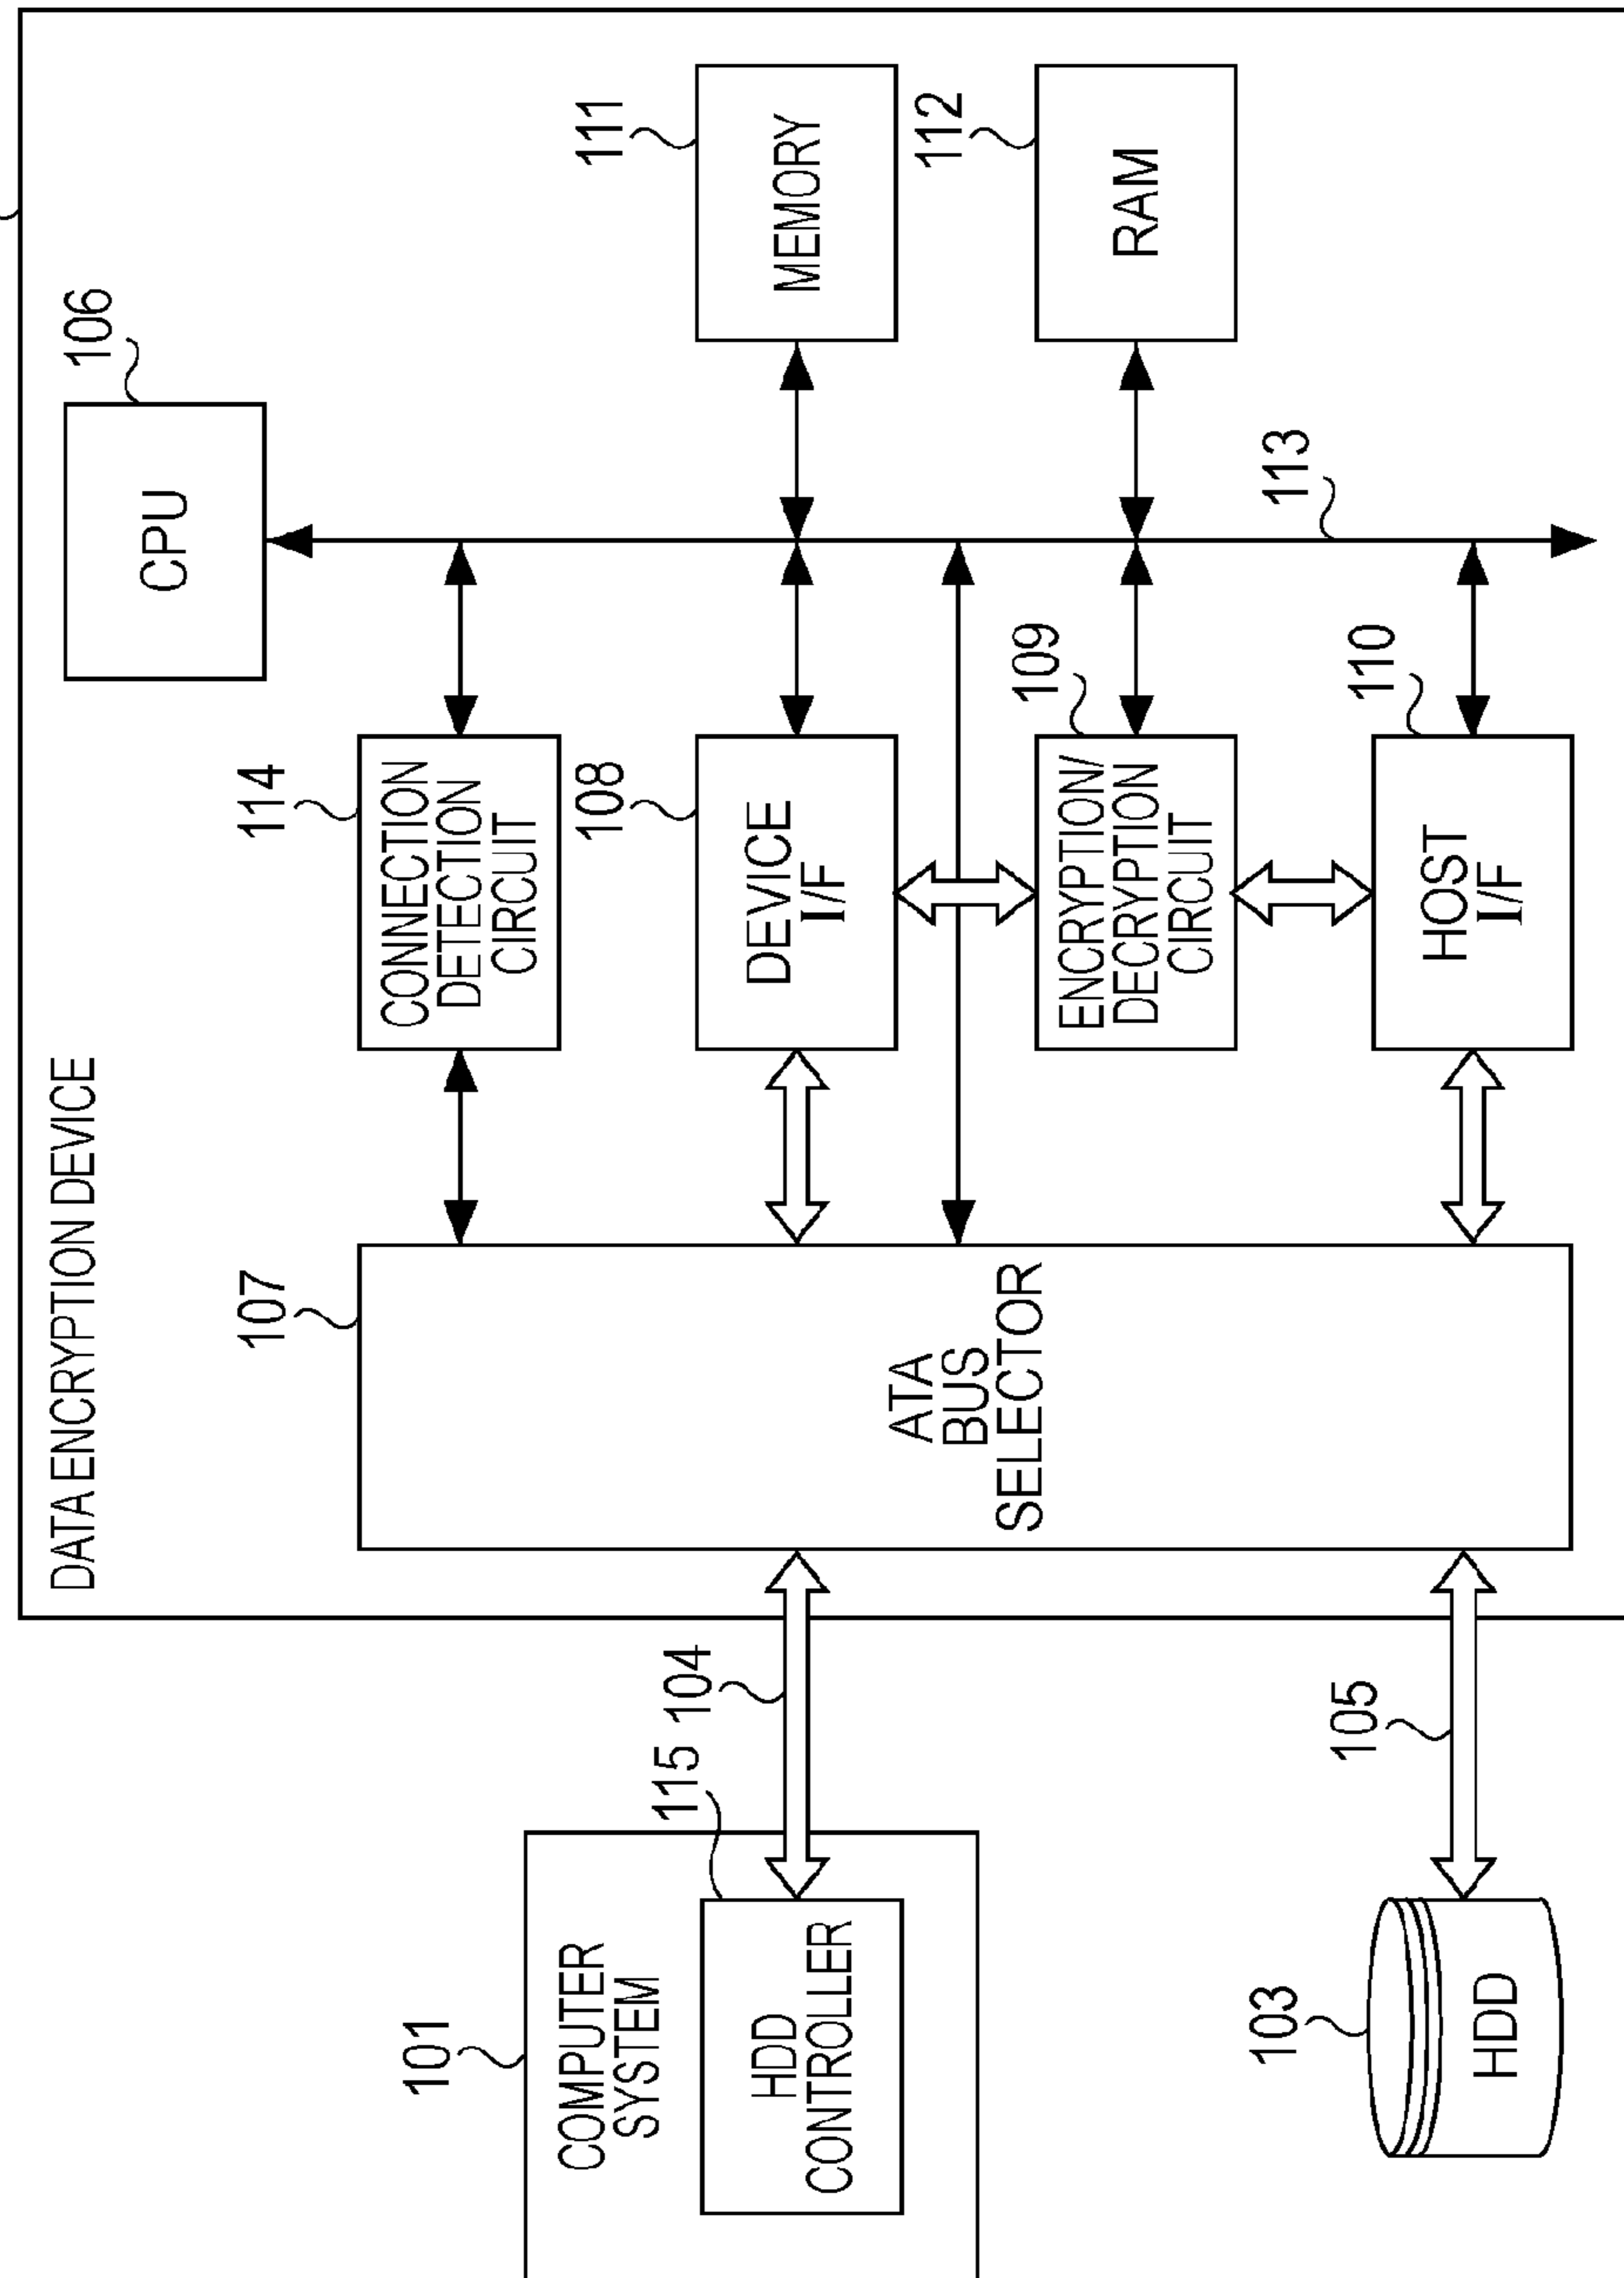 DATA ENCRYPTION DEVICE
106
CPU
101
COMPUTER
SYSTEM
115
HDD
CONTROLLER
104
107
ATA
BUS
SELECTOR
114
CONNECTION
DETECTION
CIRCUIT
108
DEVICE
I/F
111
MEMORY
109
ENCRYPTION/
DECRYPTION
CIRCUIT
112
RAM
103
HDD
105
110
HOST
I/F
113